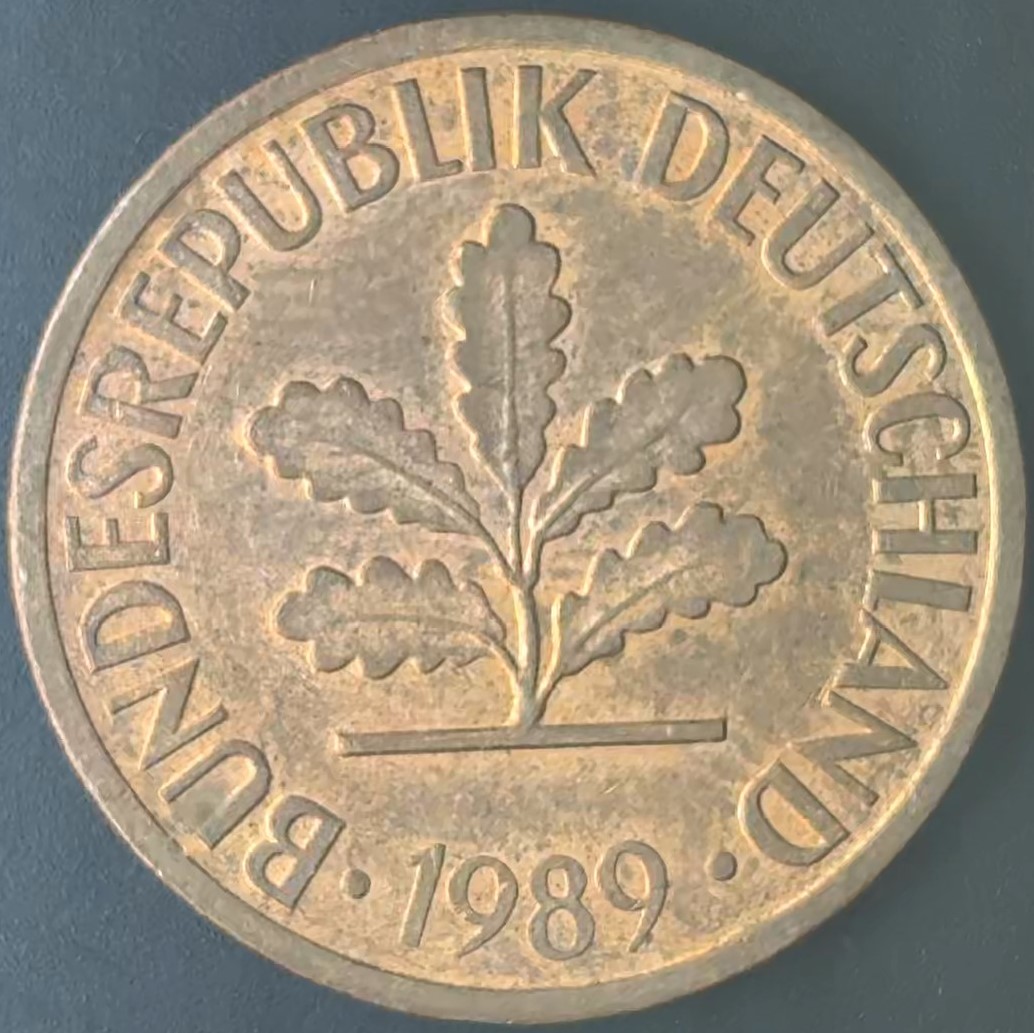 BUNDESREPUBLIK DEUTSCHLAND
· 1989 ·